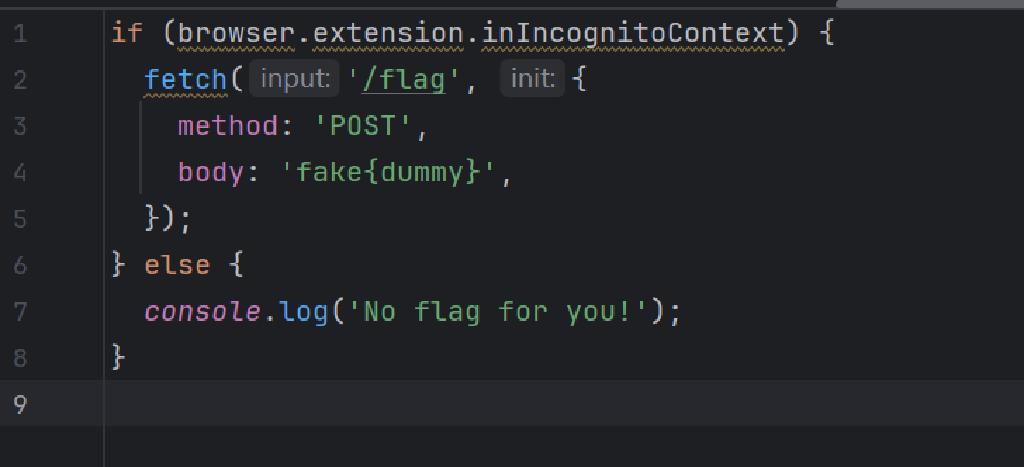 1 if (browser.extension.inIncognitoContext) {
2 fetch( input: '/flag', init: {
3 method: 'POST',
4 body: 'fake{dummy}',
5 });
6 } else {
7 console.log('No flag for you!');
8 }
9